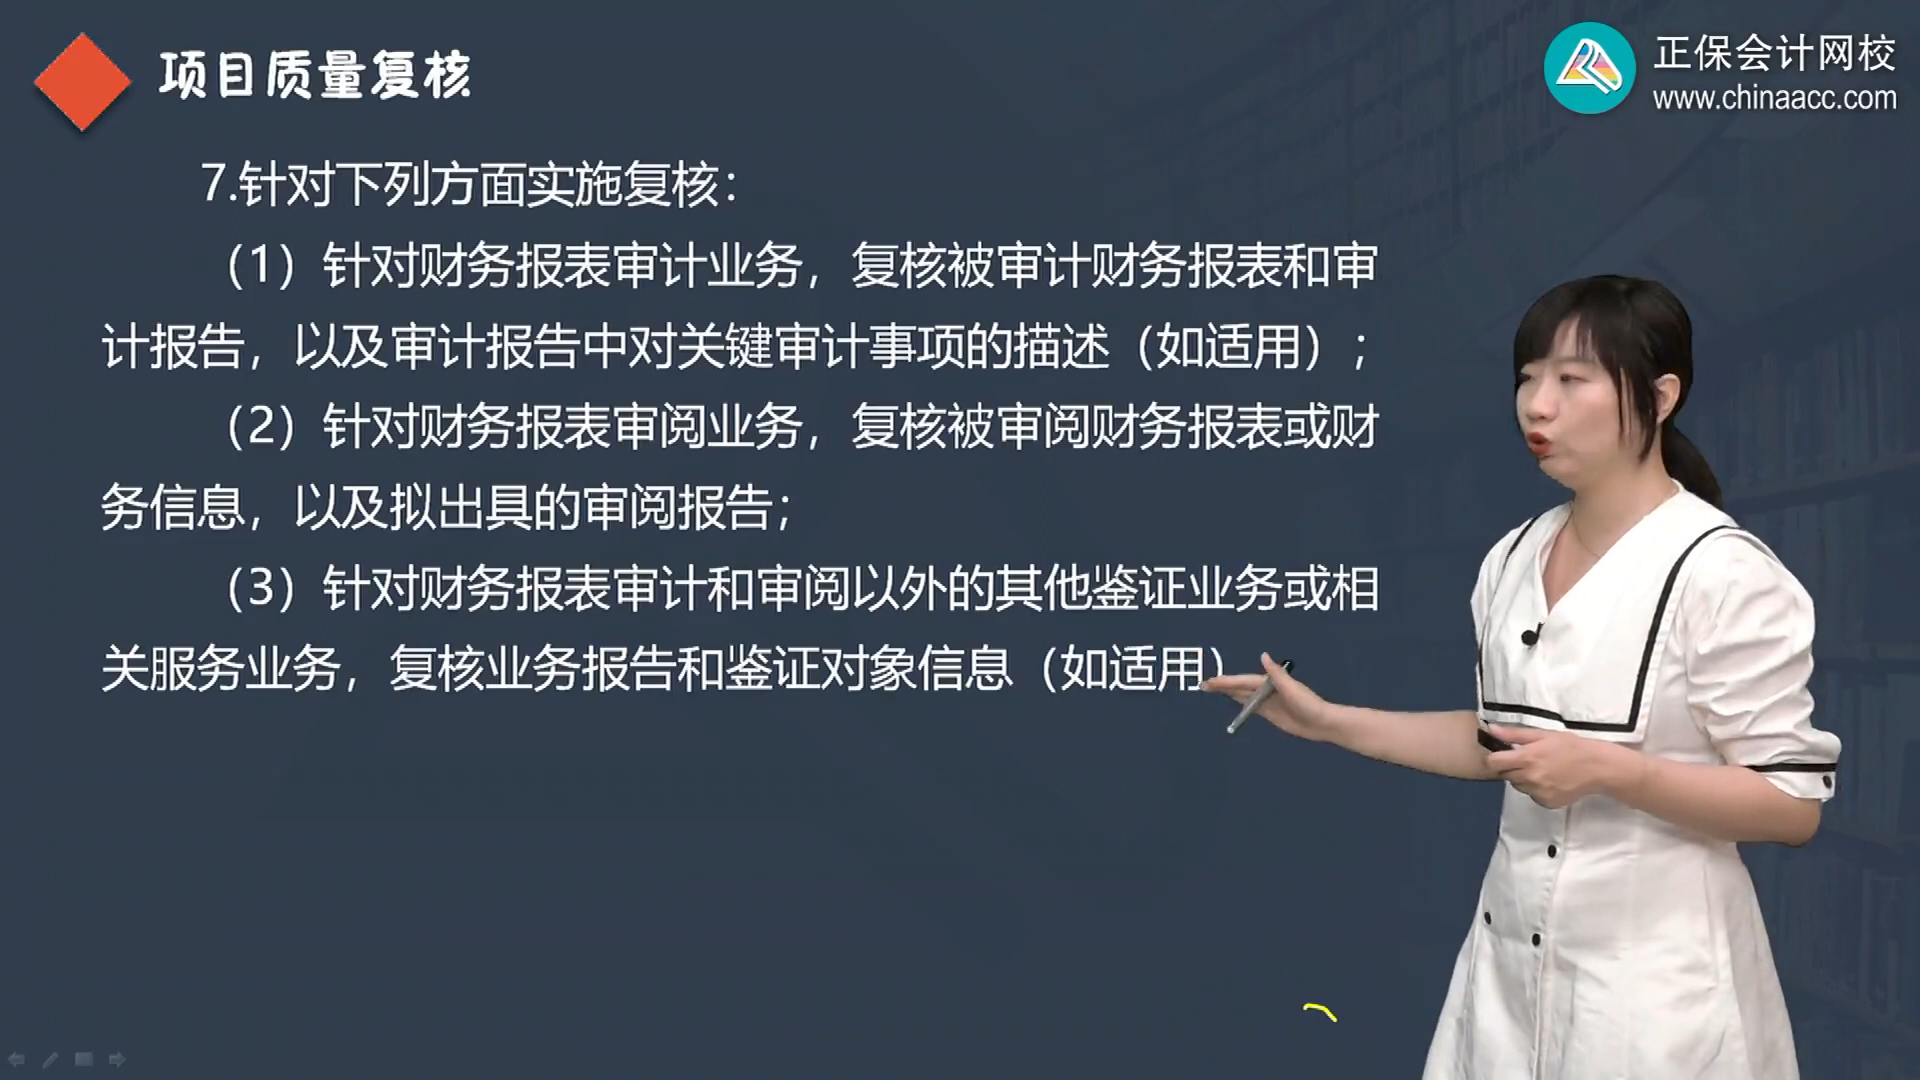 项目质量复核
正保会计网校
www.chinaacc.com
7.针对下列方面实施复核：
（1）针对财务报表审计业务，复核被审计财务报表和审
计报告，以及审计报告中对关键审计事项的描述（如适用）；
（2）针对财务报表审阅业务，复核被审阅财务报表或财
务信息，以及拟出具的审阅报告；
（3）针对财务报表审计和审阅以外的其他鉴证业务或相
关服务业务，复核业务报告和鉴证对象信息（如适用）